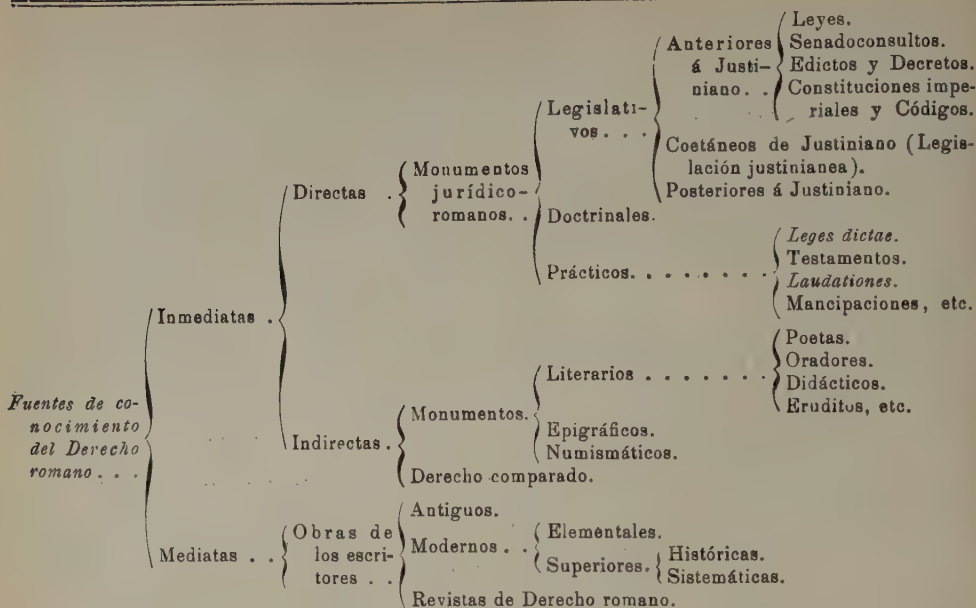 Fuentes de co-
nocimiento
del Derecho
romano . . .
Inmediatas .
Directas .
Monumentos
jurídico-
romanos. .
Legislati-
vos . . .
Anteriores
á Justi-
niano. . .
Leyes.
Senadoconsultos.
Edictos y Decretos.
Constituciones impe-
riales y Códigos.
Coetáneos de Justiniano (Legis-
lación justinianea).
Posteriores á Justiniano.
Doctrinales.
Prácticos. . . . . . . .
Leges dictae.
Testamentos.
Laudationes.
Mancipaciones, etc.
Indirectas.
Monumentos.
Literarios . . . . . . .
Poetas.
Oradores.
Didácticos.
Eruditos, etc.
Epigráficos.
Numismáticos.
Derecho comparado.
Mediatas . .
Obras de
los escri-
tores . .
Antiguos.
Modernos . .
Elementales.
Superiores.
Históricas.
Sistemáticas.
Revistas de Derecho romano.